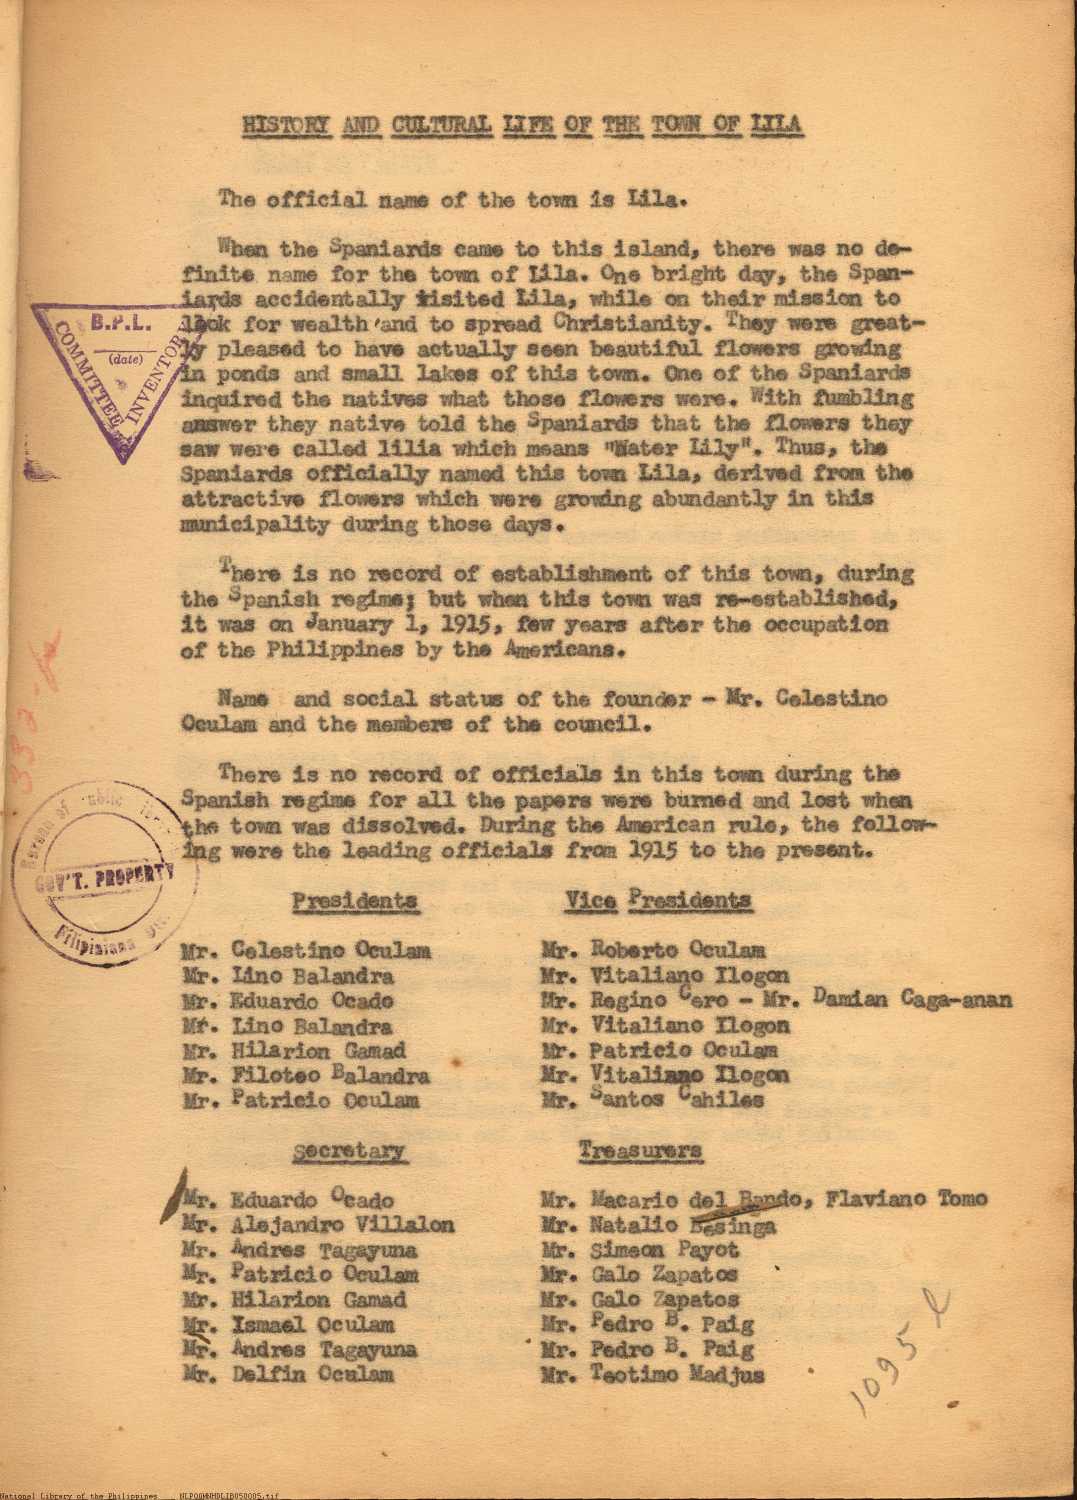 HISTORY AND CULTURAL LIFE OF THE TOWN OF LILA
The official name of the town is Lila.
When the Spaniards came to this island, there was no de-
finite name for the town of Lila. One bright day, the Span-
iards accidentally visited Lila, while on their mission to
look for wealth and to spread Christianity. They were great-
ly pleased to have actually seen beautiful flowers growing
in ponds and small lakes of this town. One of the Spaniards
inquired the natives what those flowers were. With fumbling
answer they native told the Spaniards that the flowers they
saw were called lilia which means "Water Lily". Thus, the
Spaniards officially named this town Lila, derived from the
attractive flowers which were growing abundantly in this
municipality during those days.
There is no record of establishment of this town, during
the Spanish regime; but when this town was re-established,
it was on January 1, 1915, few years after the occupation
of the Philippines by the Americans.
Name and social status of the founder - Mr. Celestino
Oculam and the members of the council.
There is no record of officials in this town during the
Spanish regime for all the papers were burned and lost when
the town was dissolved. During the American rule, the follow-
ing were the leading officials from 1915 to the present.
Presidents
Mr. Celestino Oculam
Mr. Lino Balandra
Mr. Eduardo Ocado
Mr. Lino Balandra
Mr. Hilarion Gamad
Mr. Filoteo Balandra
Mr. Patricio Oculam
Vice Presidents
Mr. Roberto Oculam
Mr. Vitaliano Ilogon
Mr. Regino Cero - Mr. Damian Caga-anan
Mr. Vitaliano Ilogon
Mr. Patricio Oculam
Mr. Vitaliano Ilogon
Mr. Santos Cahiles
Secretary
Mr. Eduardo Ocado
Mr. Alejandro Villalon
Mr. Andres Tagayuna
Mr. Patricio Oculam
Mr. Hilarion Gamad
Mr. Ismael Oculam
Mr. Andres Tagayuna
Mr. Delfin Oculam
Treasurers
Mr. Macario del Bando, Flaviano Tomo
Mr. Natalio Besinga
Mr. Simeon Payot
Mr. Galo Zapatos
Mr. Galo Zapatos
Mr. Pedro B. Paig
Mr. Pedro B. Paig
Mr. Teotimo Madjus
B.P.L.
(date)
COMMITTEE
INVENTORY
Bureau of Public
GOV'T. PROPERTY
Filipiniana Div.
1095
National Library of the Philippines